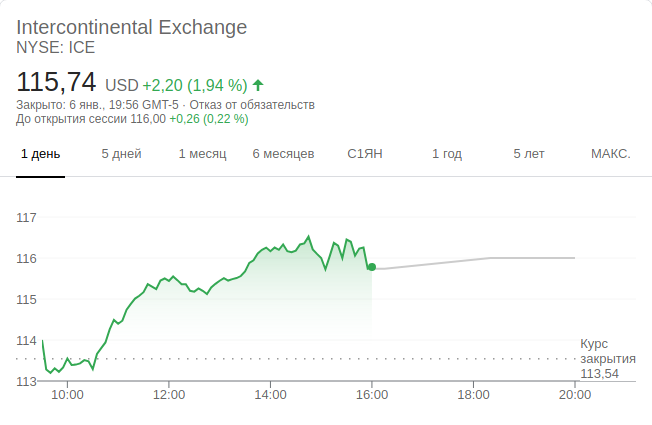 Intercontinental Exchange
NYSE: ICE
115,74 USD +2,20 (1,94 %)
Закрыто: 6 янв., 19:56 GMT-5 · Отказ от обязательств
До открытия сессии 116,00 +0,26 (0,22 %)
1 день 5 дней 1 месяц 6 месяцев С1ЯН 1 год 5 лет МАКС.
117
116
115
114
Курс
закрытия
113,54
113
10:00 12:00 14:00 16:00 18:00 20:00